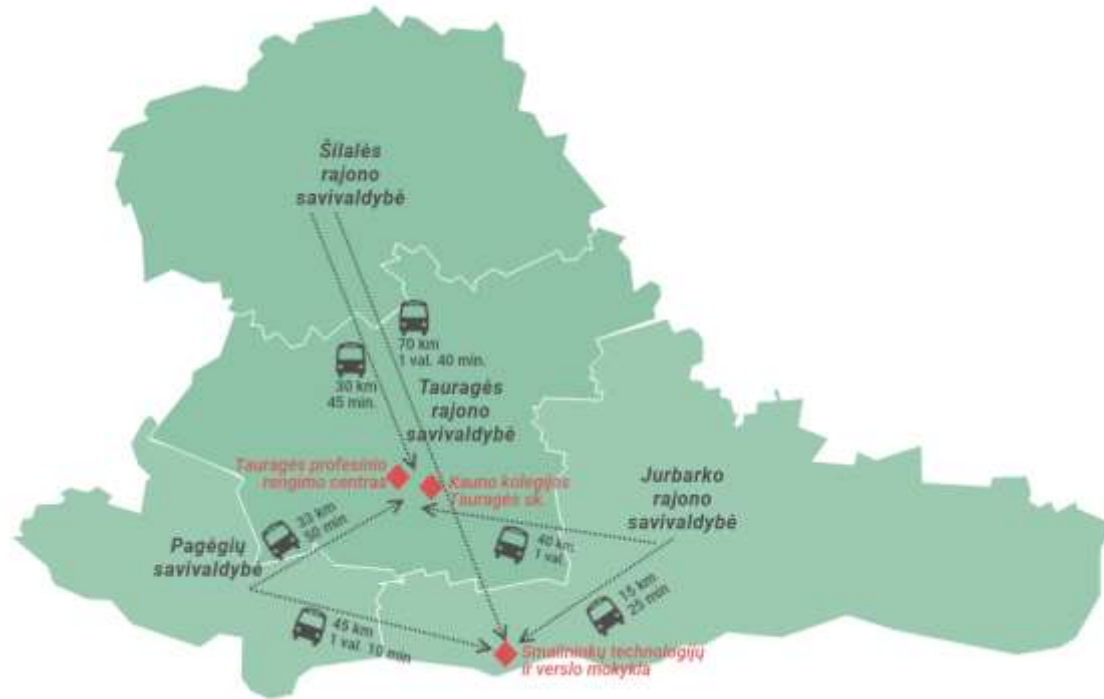 Šilalės
rajono
savivaldybė
70 km
1 val. 40 min.
30 km
45 min.
Tauragės
rajono
savivaldybė
Tauragės profesinio
rengimo centras
Kauno kolegijos
Tauragės sk.
Jurbarko
rajono
savivaldybė
33 km
50 min
40 km
1 val.
Pagėgių
savivaldybė
15 km
25 min
45 km
1 val. 10 min
Smalininkų technologijų
ir verslo mokykla